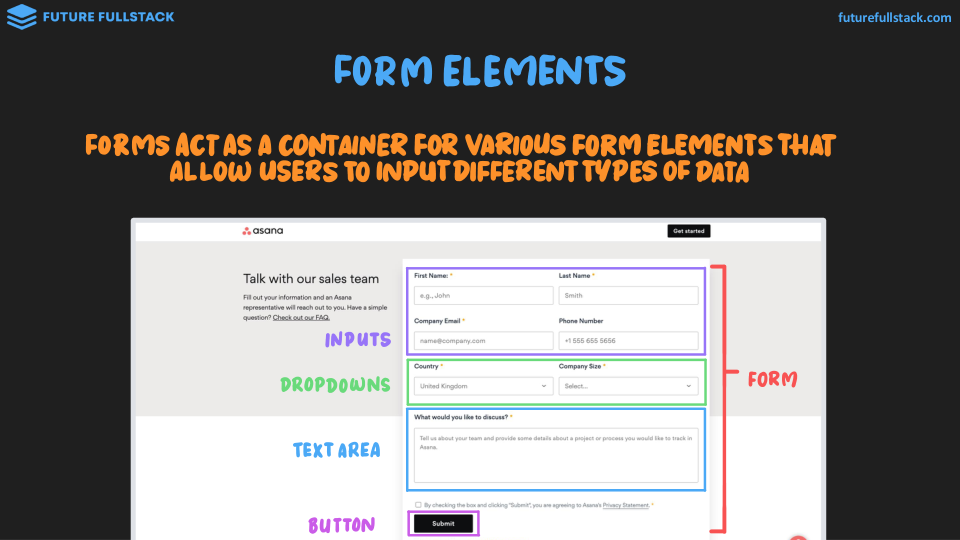 FUTURE FULLSTACK
futurefullstack.com
FORM ELEMENTS
FORMS ACT AS A CONTAINER FOR VARIOUS FORM ELEMENTS THAT
ALLOW USERS TO INPUT DIFFERENT TYPES OF DATA
asana
Get started
Talk with our sales team
Fill out your information and an Asana
representative will reach out to you. Have a simple
question? Check out our FAQ.
First Name: *
Last Name *
e.g., John
Smith
Company Email *
Phone Number
name@company.com
+1 555 655 5656
INPUTS
Country *
Company Size *
United Kingdom
Select...
DROPDOWNS
FORM
What would you like to discuss? *
Tell us about your team and provide some details about a project or process you would like to track in
Asana.
TEXT AREA
By checking the box and clicking "Submit", you are agreeing to Asana's Privacy Statement. *
Submit
BUTTON